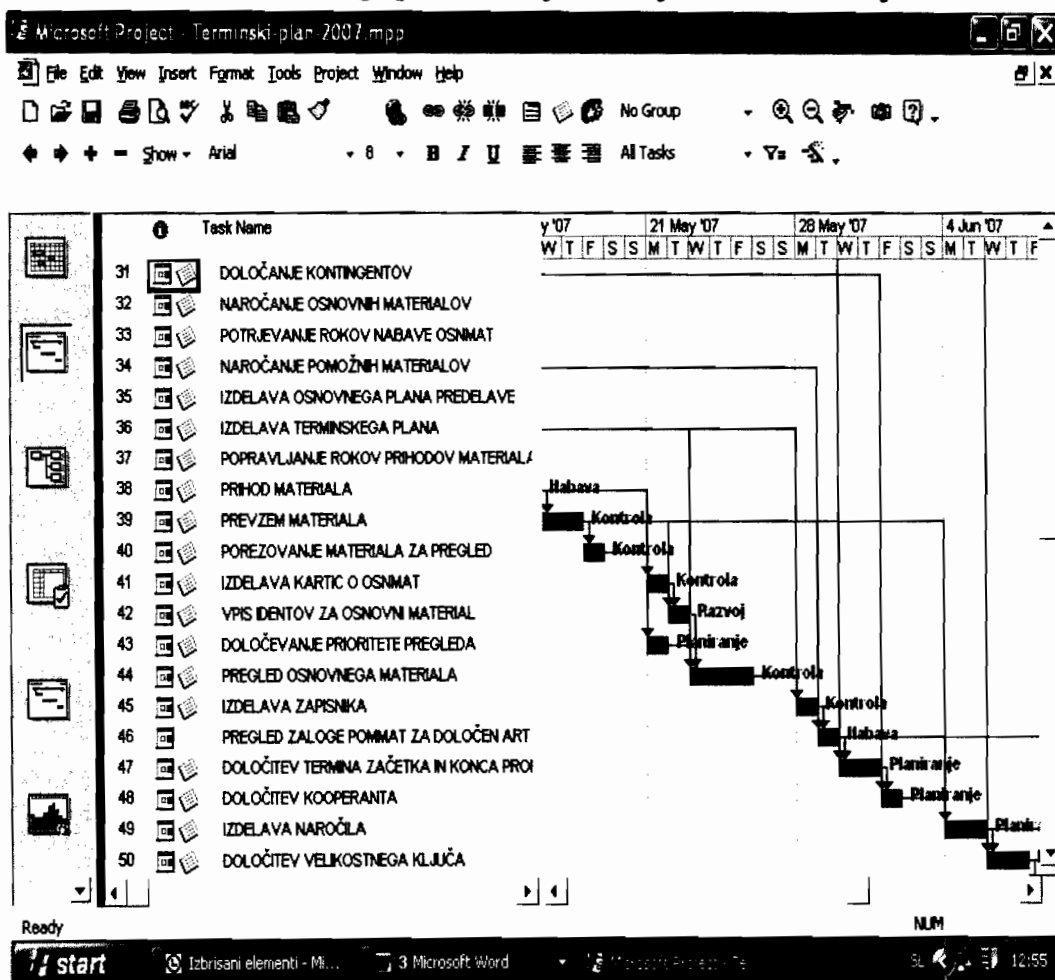 Microsoft Project - Terminski-plan-2007.mpp
File Edit View Insert Format Tools Project Window Help
No Group
Show Arial 8 B I U All Tasks
Task Name y '07 21 May '07 28 May '07 4 Jun '07
W T F S S M T W T F S S M T W T F S S M T W T F
31 DOLOČANJE KONTINGENTOV
32 NAROČANJE OSNOVNIH MATERIALOV
33 POTRJEVANJE ROKOV NABAVE OSNMAT
34 NAROČANJE POMOŽNIH MATERIALOV
35 IZDELAVA OSNOVNEGA PLANA PREDELAVE
36 IZDELAVA TERMINSKEGA PLANA
37 POPRAVLJANJE ROKOV PRIHODOV MATERIALA
38 PRIHOD MATERIALA Nabava
39 PREVZEM MATERIALA Kontrola
40 POREZOVANJE MATERIALA ZA PREGLED Kontrola
41 IZDELAVA KARTIC O OSNMAT Kontrola
42 VPIS IDENTOV ZA OSNOVNI MATERIAL Razvoj
43 DOLOČEVANJE PRIORITETE PREGLEDA Planiranje
44 PREGLED OSNOVNEGA MATERIALA Kontrola
45 IZDELAVA ZAPISNIKA Kontrola
46 PREGLED ZALOGE POMMAT ZA DOLOČEN ART Nabava
47 DOLOČITEV TERMINA ZAČETKA IN KONCA PROI Planiranje
48 DOLOČITEV KOOPERANTA Planiranje
49 IZDELAVA NAROČILA Planira
50 DOLOČITEV VELIKOSTNEGA KLJUČA
Ready NUM
start Izbrisani elementi - Mi... 3 Microsoft Word Microsoft Project - Te SL 12:55